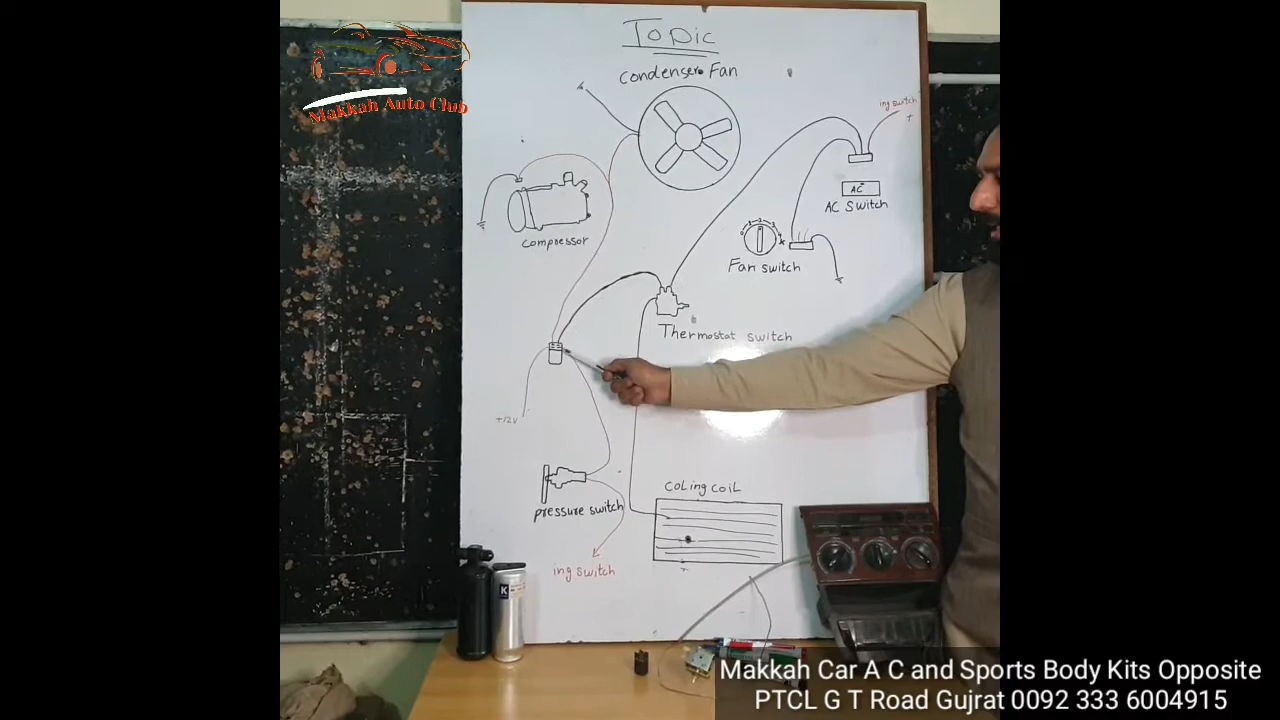 Topic
Condenser Fan
Makkah Auto Club
ing switch
+
AC
AC Switch
compressor
Fan switch
Thermostat switch
+12V
CoLing coiL
pressure switch
ing switch
K
Makkah Car A C and Sports Body Kits Opposite
PTCL G T Road Gujrat 0092 333 6004915